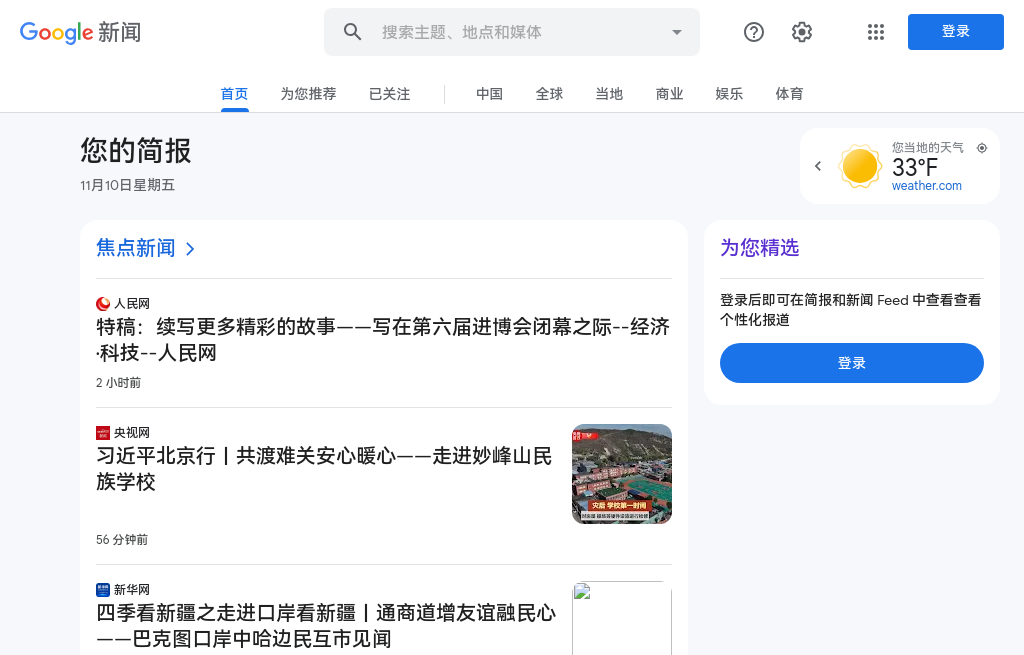 Google 新闻
搜索主题、地点和媒体
登录
首页
为您推荐
已关注
中国
全球
当地
商业
娱乐
体育
您的简报
11月10日星期五
您当地的天气
33°F
weather.com
焦点新闻
人民网
特稿：续写更多精彩的故事——写在第六届进博会闭幕之际--经济
·科技--人民网
2 小时前
央视网
习近平北京行丨共渡难关安心暖心——走进妙峰山民
族学校
灾后 学校第一时间
56 分钟前
新华网
四季看新疆之走进口岸看新疆丨通商道增友谊融民心
——巴克图口岸中哈边民互市见闻
为您精选
登录后即可在简报和新闻 Feed 中查看查看
个性化报道
登录